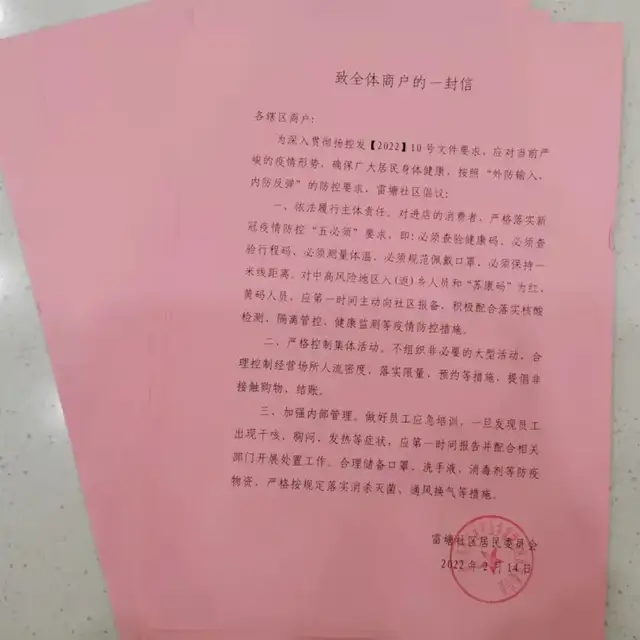 致全体商户的一封信
各辖区商户：
为深入贯彻扬控发【2022】10号文件要求，应对当前严
峻的疫情形势，确保广大居民身体健康，按照“外防输入、
内防反弹”的防控要求，富塘社区倡议：
一、依法履行主体责任。对进店的消费者，严格落实新
冠疫情防控“五必须”要求，即：必须查验健康码、必须查
验行程码、必须测量体温、必须规范佩戴口罩、必须保持一
米线距离。对中高风险地区入(返)乡人员和“苏康码”为红、
黄码人员，应第一时间主动向社区报备，积极配合落实核酸
检测、隔离管控、健康监测等疫情防控措施。
二、严格控制集体活动。不组织非必要的大型活动，合
理控制经营场所人流密度，落实限量、预约等措施，提倡非
接触购物、结账。
三、加强内部管理。做好员工应急培训，一旦发现员工
出现干咳、胸闷、发热等症状，应第一时间报告并配合相关
部门开展处置工作。合理储备口罩、洗手液、消毒剂等防疫
物资，严格按规定落实消杀灭菌、通风换气等措施。
富塘社区居民委员会
2022年2月14日